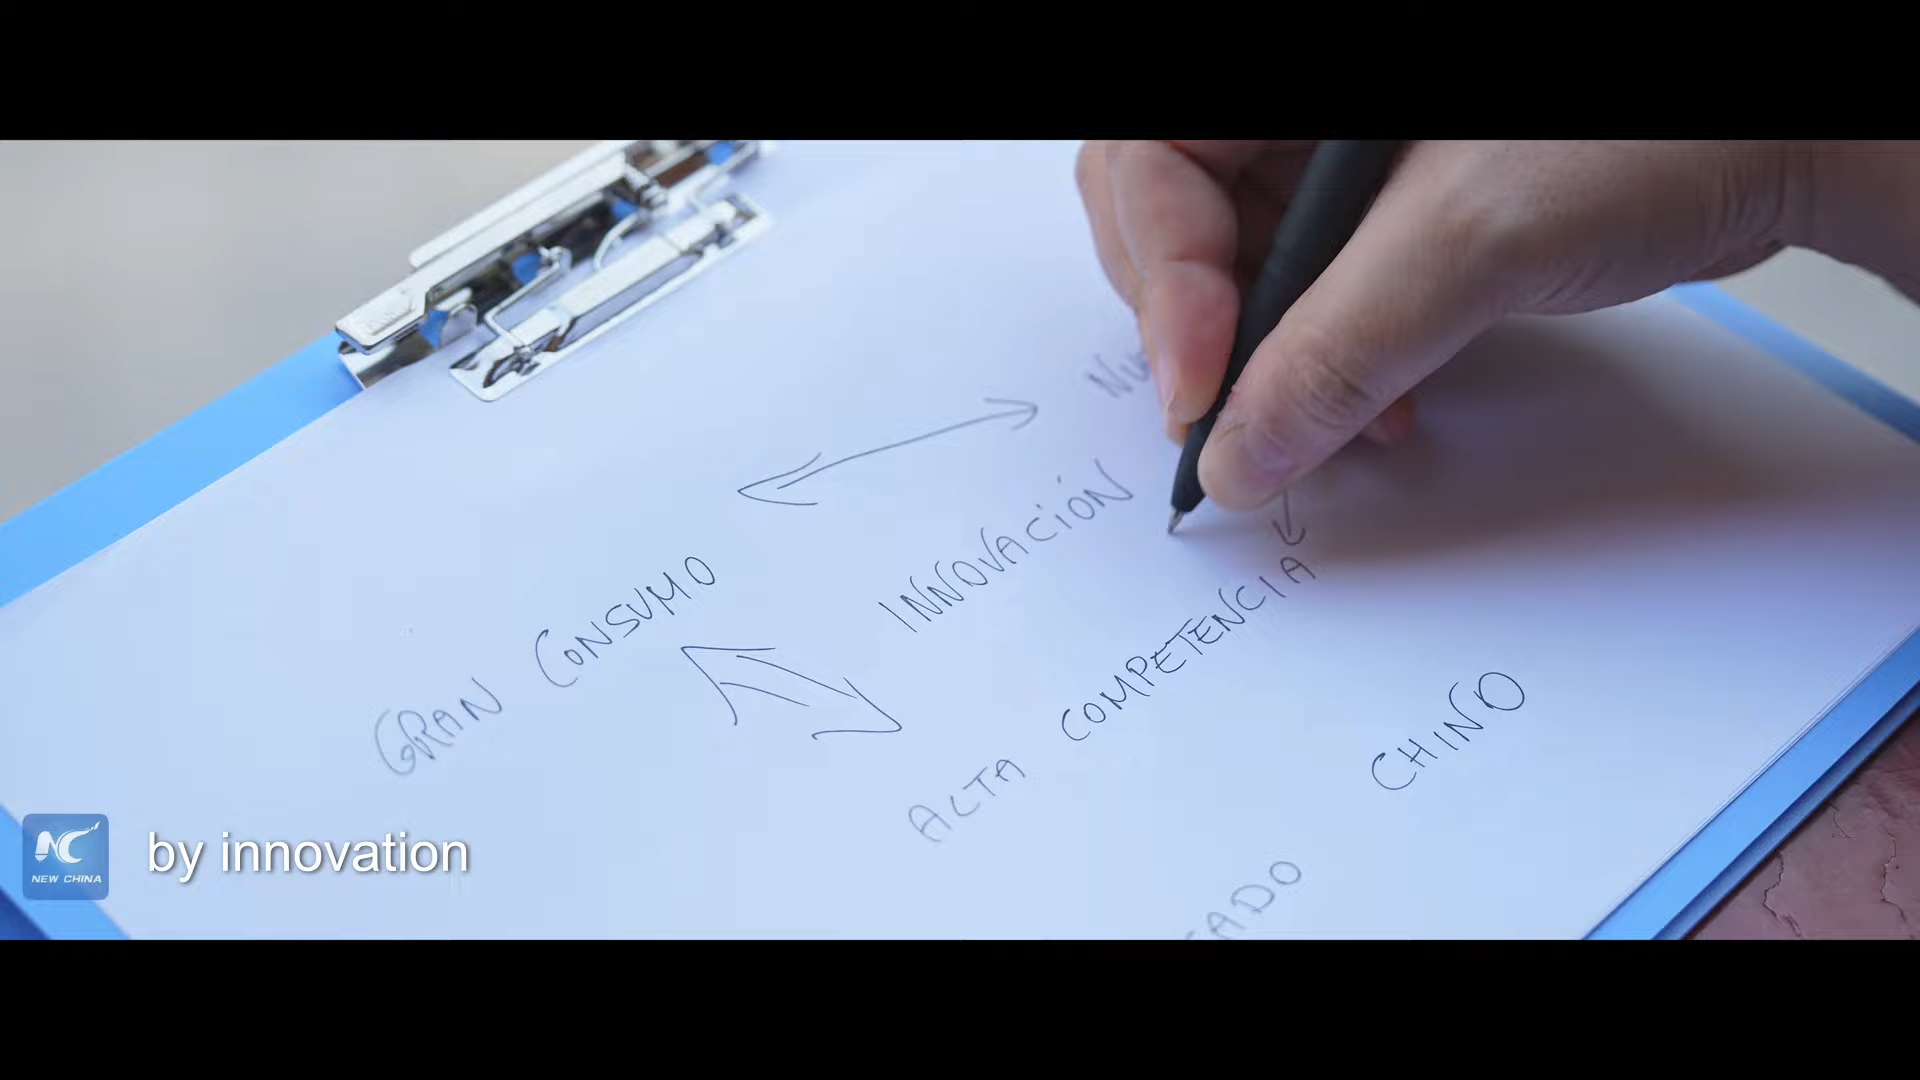 GRAN CONSUMO
INNOVACIÓN
ALTA COMPETENCIA
CHINO
NEW CHINA
by innovation